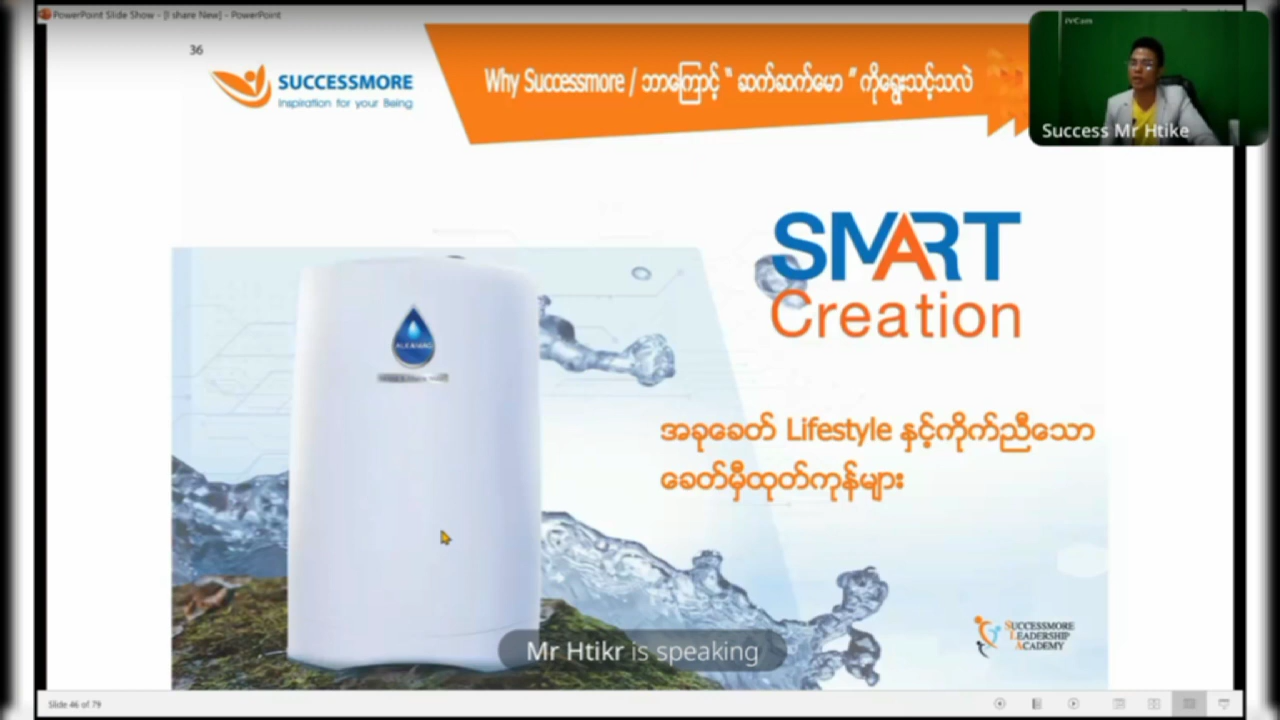 PowerPoint Slide Show - [I share New] - PowerPoint
36
SUCCESSMORE
Inspiration for your Being
Why Successmore / ဘာကြောင့် " ဆက်ဆက်မော " ကိုရွေးသင့်သလဲ
iVCam
Success Mr Htike
SMART
Creation
အခုခေတ် Lifestyle နှင့်ကိုက်ညီသော
ခေတ်မှီထုတ်ကုန်များ
SUCCESSMORE
LEADERSHIP
ACADEMY
Mr Htikr is speaking
Slide 46 of 79